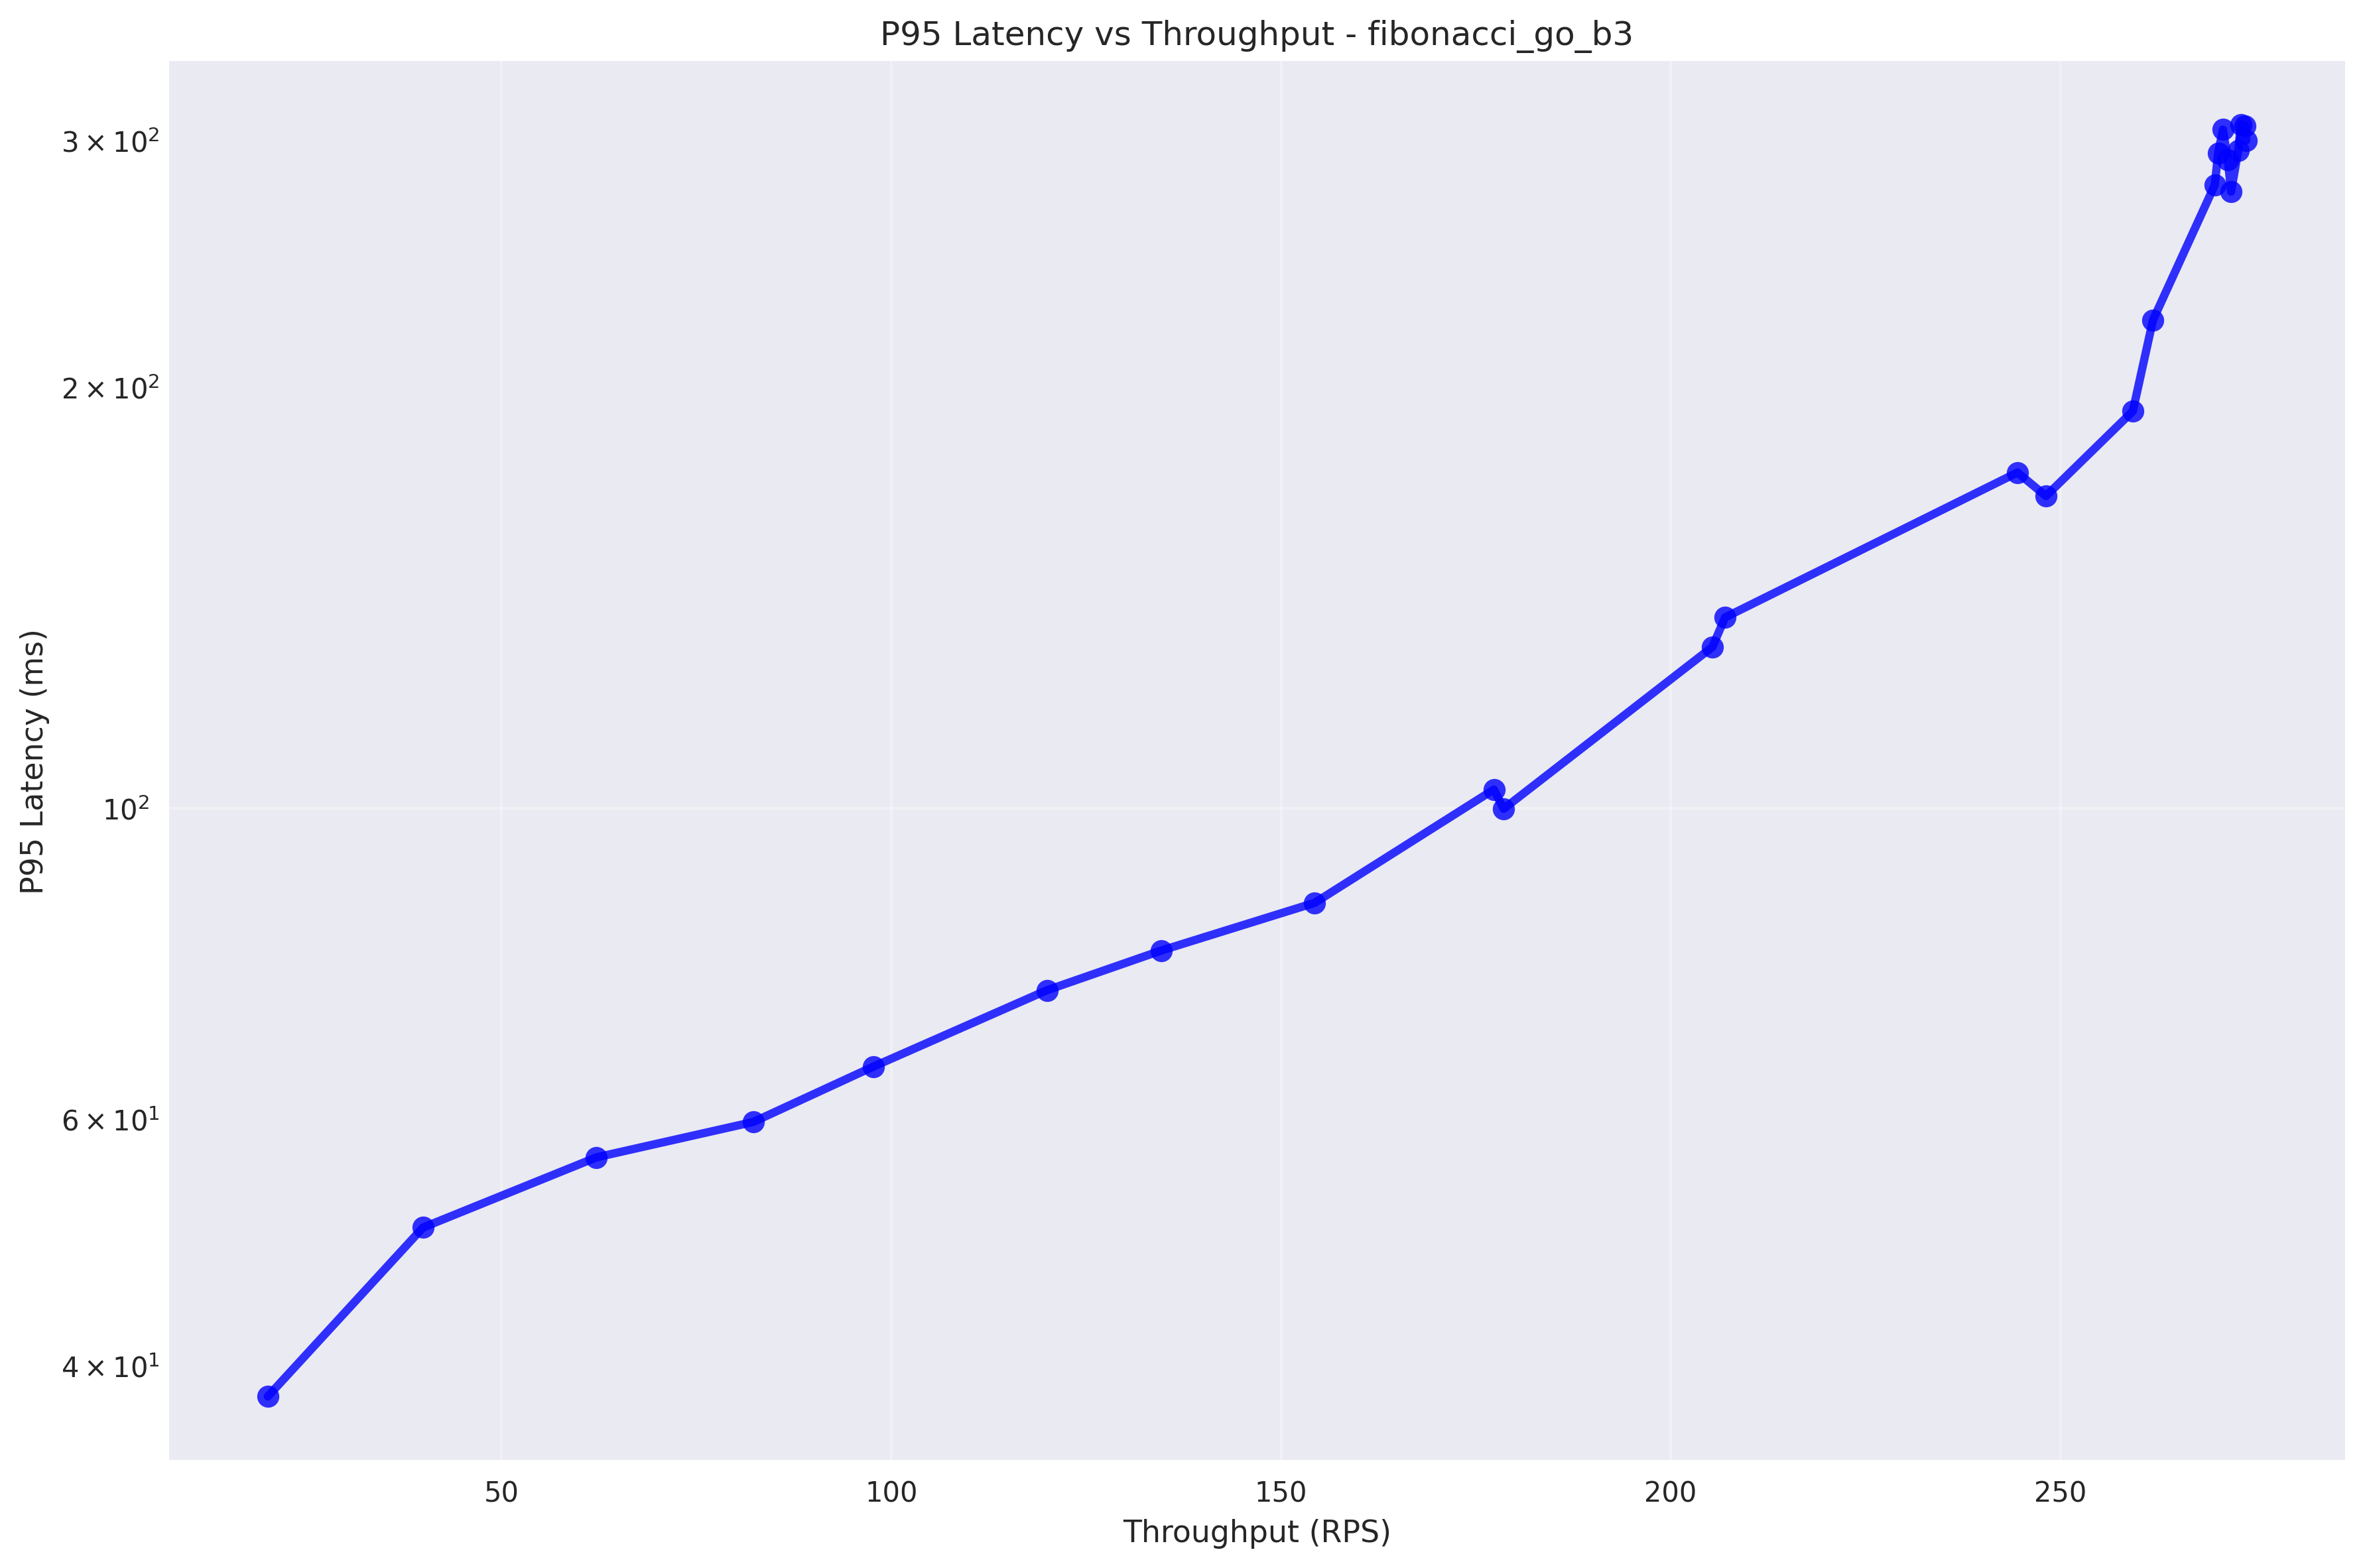 P95 Latency vs Throughput - fibonacci_go_b3
P95 Latency (ms)
3 × 10²
2 × 10²
10²
6 × 10¹
4 × 10¹
50 100 150 200 250
Throughput (RPS)